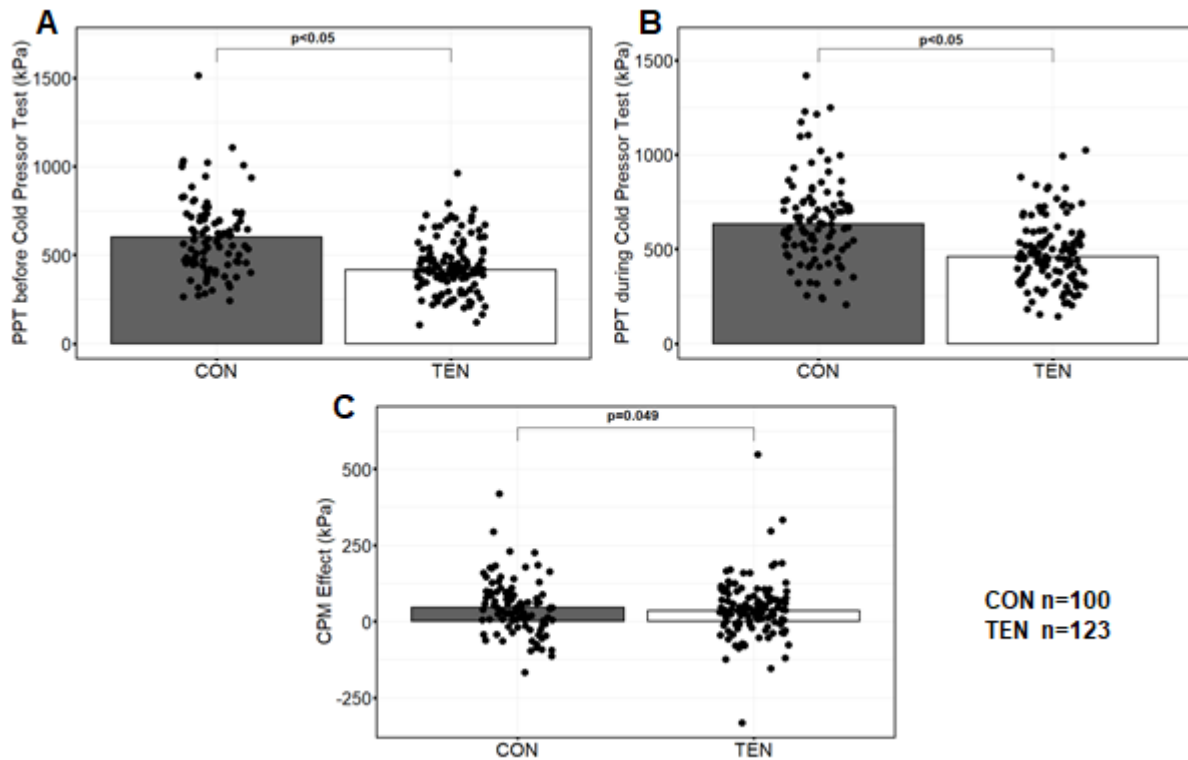 A
p<0.05
PPT before Cold Pressor Test (kPa)
1500
1000
500
0
CON
TEN
B
p<0.05
PPT during Cold Pressor Test (kPa)
1500
1000
500
0
CON
TEN
C
p=0.049
CPM Effect (kPa)
500
250
0
-250
CON
TEN
CON n=100
TEN n=123